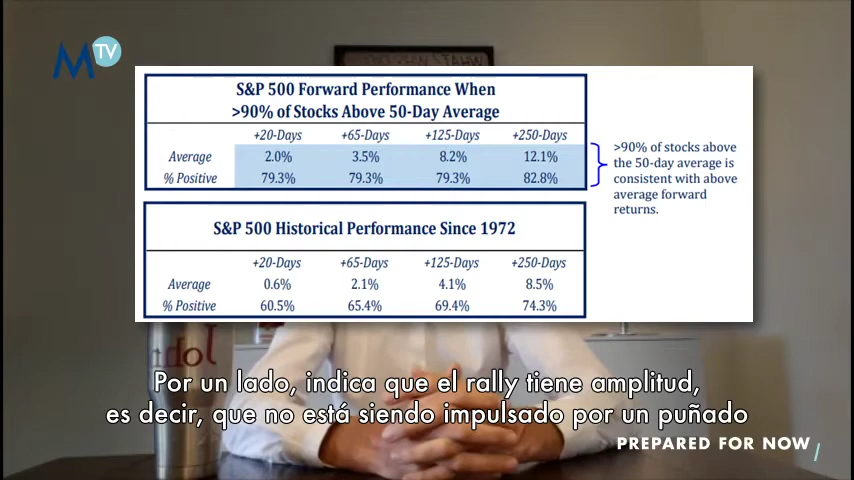 M TV
S&P 500 Forward Performance When
>90% of Stocks Above 50-Day Average
+20-Days +65-Days +125-Days +250-Days
Average 2.0% 3.5% 8.2% 12.1%
% Positive 79.3% 79.3% 79.3% 82.8%
>90% of stocks above
the 50-day average is
consistent with above
average forward
returns.
S&P 500 Historical Performance Since 1972
+20-Days +65-Days +125-Days +250-Days
Average 0.6% 2.1% 4.1% 8.5%
% Positive 60.5% 65.4% 69.4% 74.3%
Por un lado, indica que el rally tiene amplitud,
es decir, que no está siendo impulsado por un puñado
PREPARED FOR NOW /